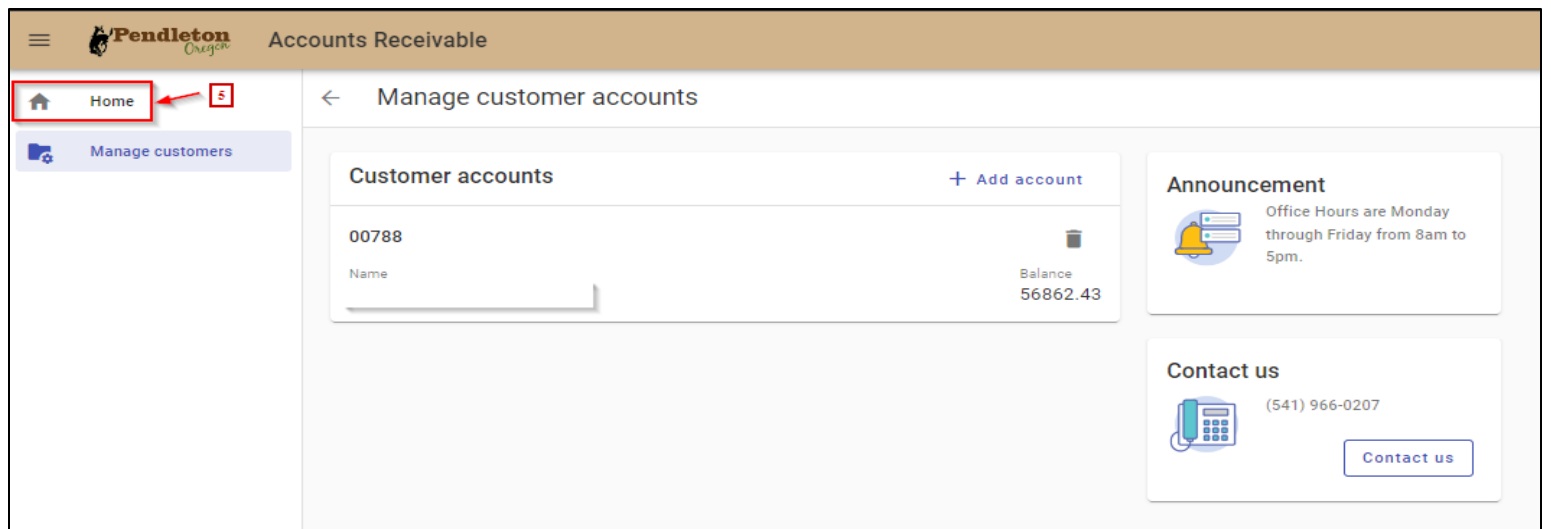 Pendleton
Oregon
Accounts Receivable
Home
5
Manage customers
Manage customer accounts
Customer accounts
+ Add account
00788
Name
Balance
56862.43
Announcement
Office Hours are Monday
through Friday from 8am to
5pm.
Contact us
(541) 966-0207
Contact us